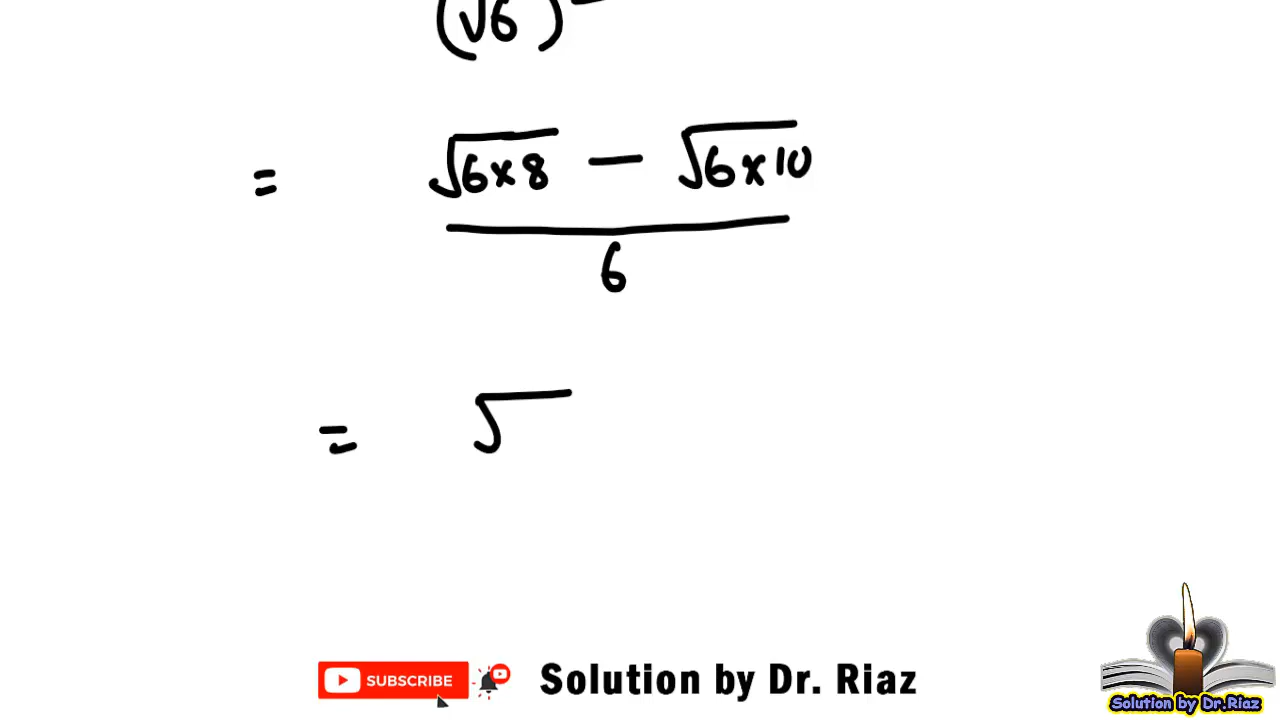 (√6)
= √6×8 − √6×10
6
= √
SUBSCRIBE Solution by Dr. Riaz
Solution by Dr.Riaz